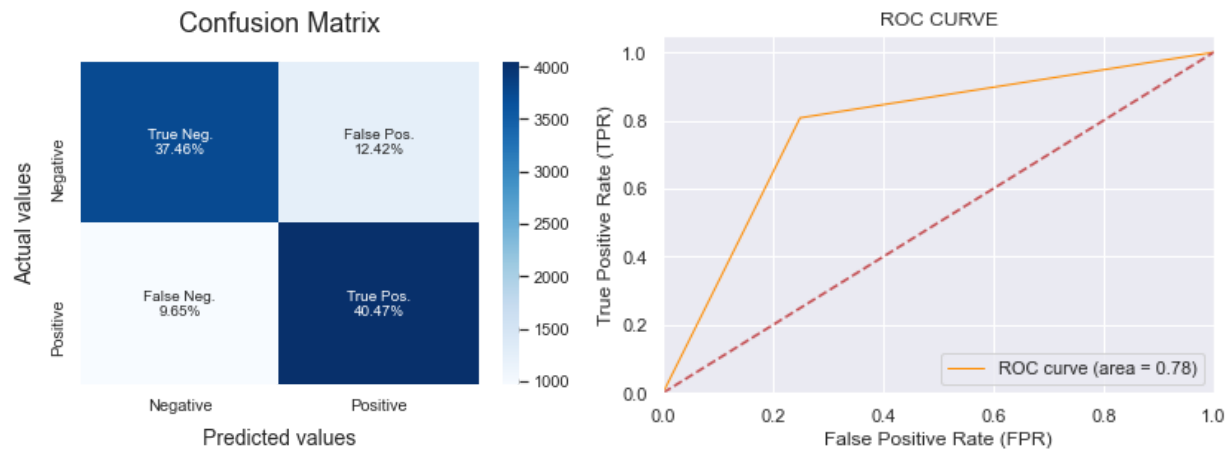 Confusion Matrix
Actual values
Negative
Positive
True Neg.
37.46%
False Pos.
12.42%
False Neg.
9.65%
True Pos.
40.47%
Negative
Positive
Predicted values
4000
3500
3000
2500
2000
1500
1000
ROC CURVE
True Positive Rate (TPR)
1.0
0.8
0.6
0.4
0.2
0.0
ROC curve (area = 0.78)
0.0
0.2
0.4
0.6
0.8
1.0
False Positive Rate (FPR)